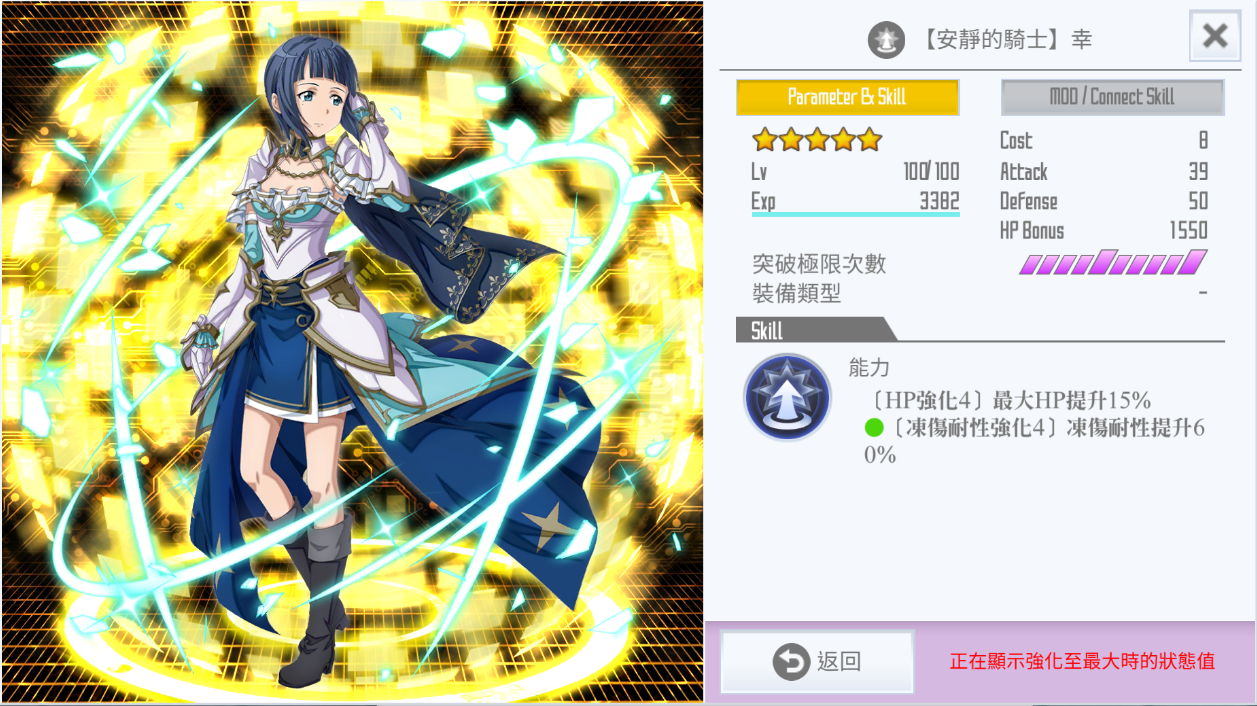 【安靜的騎士】幸
Parameter & Skill
MOD / Connect Skill
Lv 100/100
Exp 3382
Cost 8
Attack 39
Defense 50
HP Bonus 1550
突破極限次數
裝備類型 -
Skill
能力
〔HP強化4〕最大HP提升15%
〔凍傷耐性強化4〕凍傷耐性提升6
0%
返回
正在顯示強化至最大時的狀態值